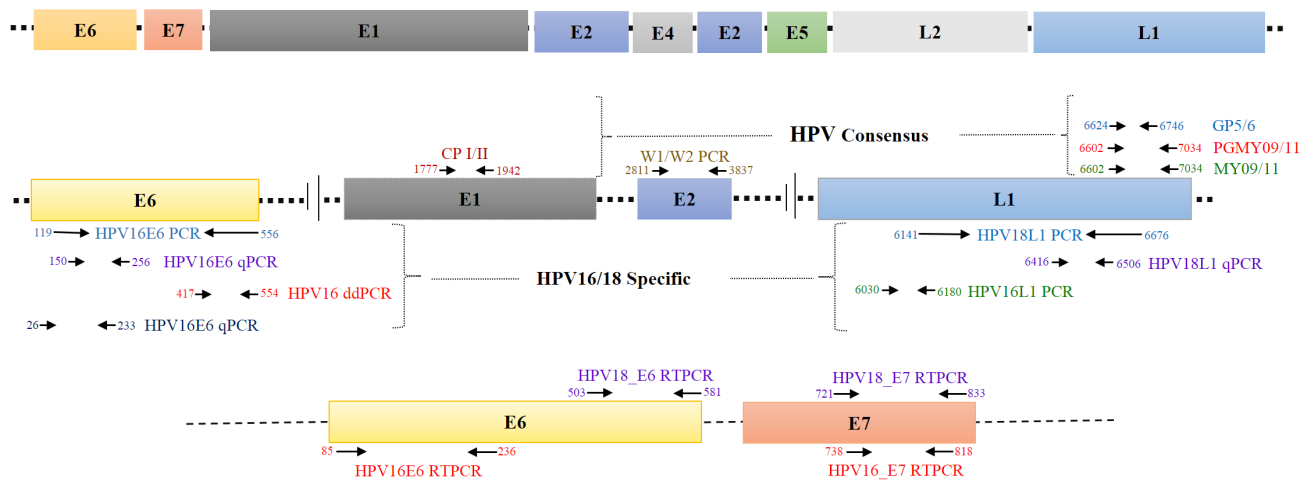 E6 E7 E1 E2 E4 E2 E5 L2 L1
HPV Consensus
6624 6746 GP5/6
6602 7034 PGMY09/11
6602 7034 MY09/11
CP I/II
1777 1942
W1/W2 PCR
2811 3837
E6 E1 E2 L1
119 HPV16E6 PCR 556
150 256 HPV16E6 qPCR
417 554 HPV16 ddPCR
26 233 HPV16E6 qPCR
HPV16/18 Specific
6141 HPV18L1 PCR 6676
6416 6506 HPV18L1 qPCR
6030 6180 HPV16L1 PCR
HPV18_E6 RTPCR
503 581
HPV18_E7 RTPCR
721 833
E6 E7
85 236
HPV16E6 RTPCR
738 818
HPV16_E7 RTPCR